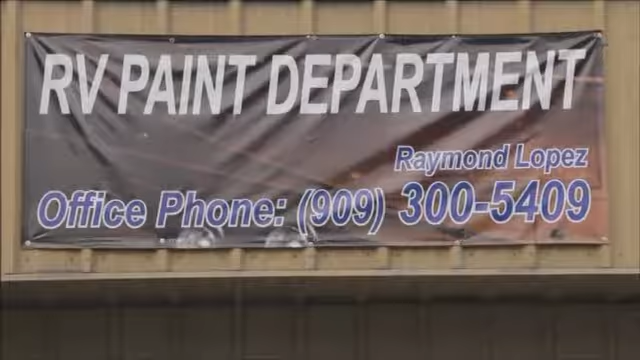 RV PAINT DEPARTMENT
Raymond Lopez
Office Phone: (909) 300-5409